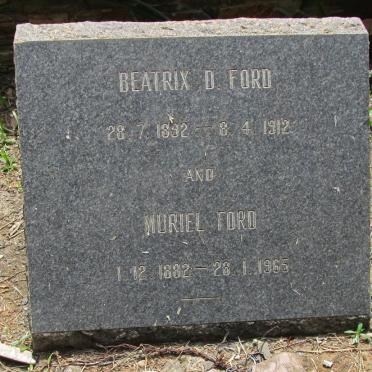 BEATRIX D. FORD
28. 7. 1892 — 8. 4. 1912
AND
MURIEL FORD
1. 12. 1882 — 28. 1. 1965